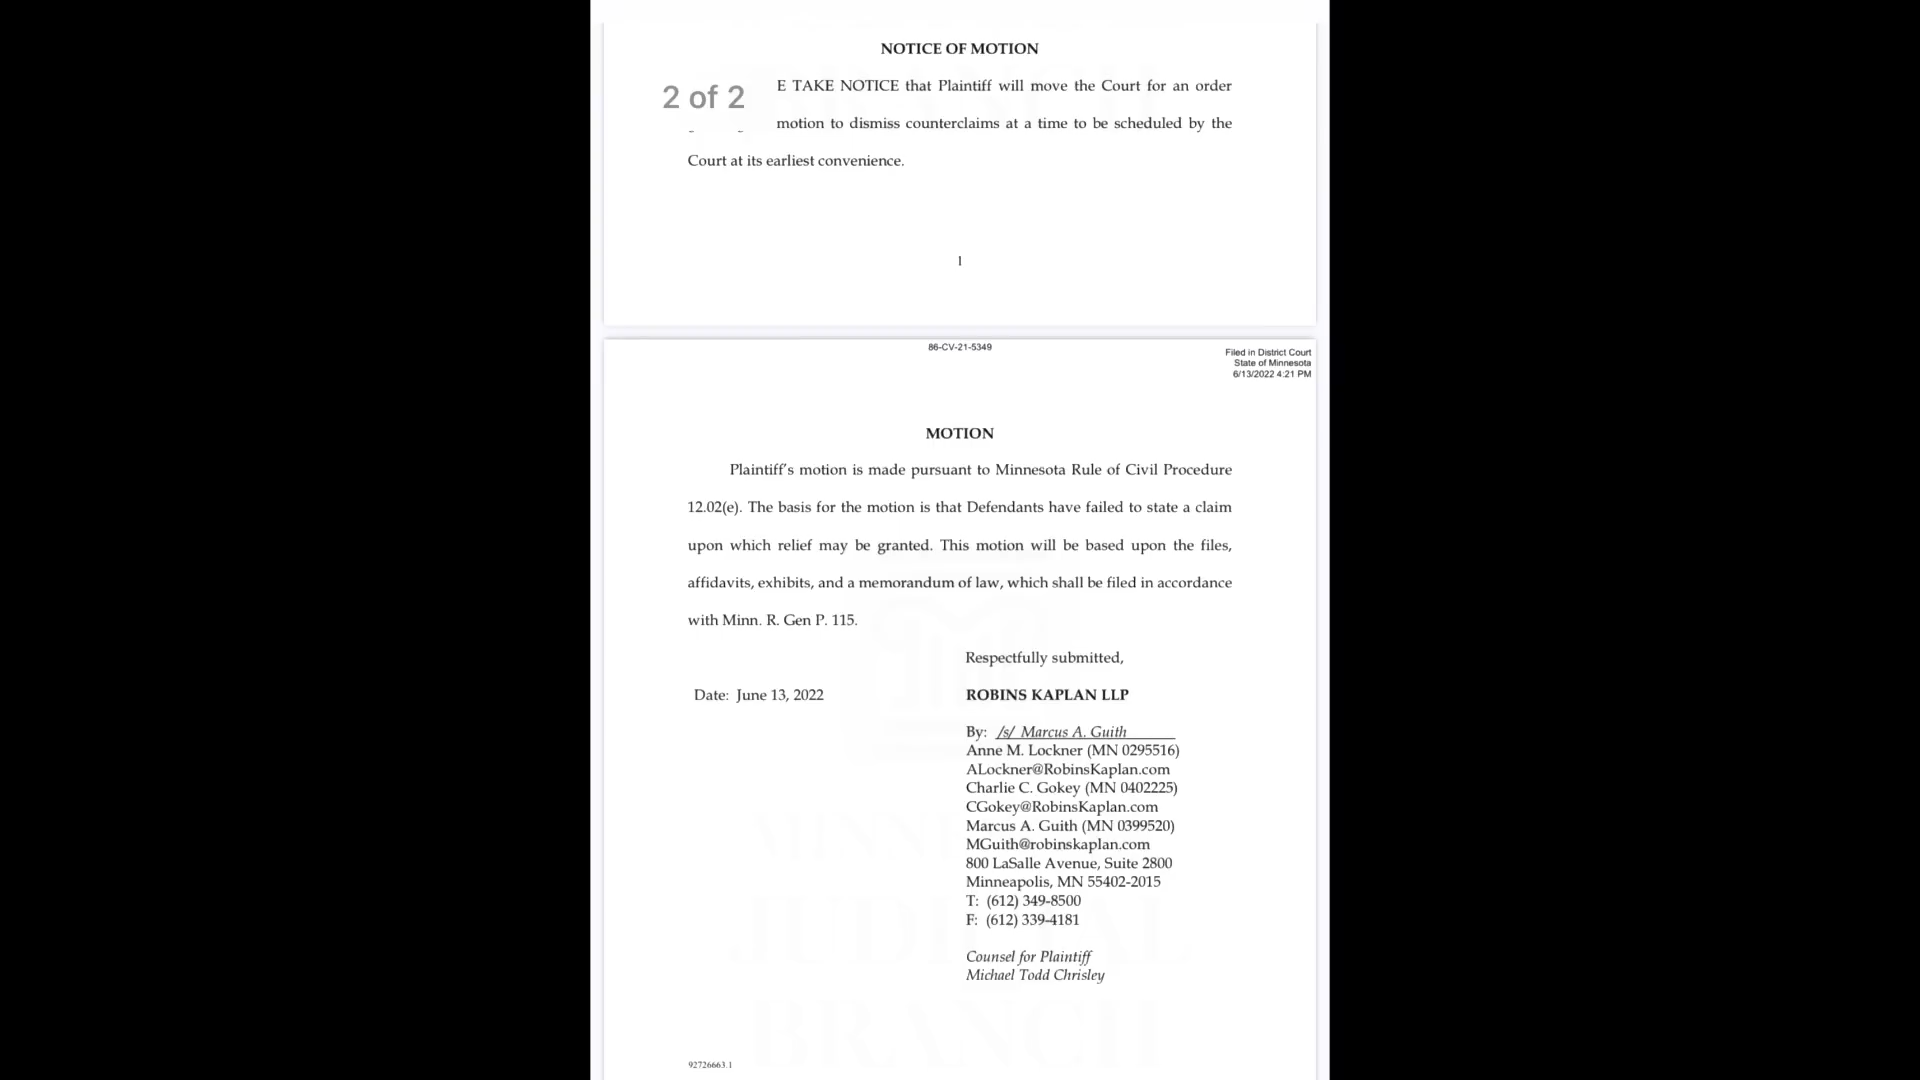 NOTICE OF MOTION
E TAKE NOTICE that Plaintiff will move the Court for an order
2 of 2
motion to dismiss counterclaims at a time to be scheduled by the
Court at its earliest convenience.
1
86-CV-21-5349
Filed in District Court
State of Minnesota
6/13/2022 4:21 PM
MOTION
Plaintiff's motion is made pursuant to Minnesota Rule of Civil Procedure
12.02(e). The basis for the motion is that Defendants have failed to state a claim
upon which relief may be granted. This motion will be based upon the files,
affidavits, exhibits, and a memorandum of law, which shall be filed in accordance
with Minn. R. Gen P. 115.
Respectfully submitted,
Date: June 13, 2022
ROBINS KAPLAN LLP
By: /s/ Marcus A. Guith
Anne M. Lockner (MN 0295516)
ALockner@RobinsKaplan.com
Charlie C. Gokey (MN 0402225)
CGokey@RobinsKaplan.com
Marcus A. Guith (MN 0399520)
MGuith@robinskaplan.com
800 LaSalle Avenue, Suite 2800
Minneapolis, MN 55402-2015
T: (612) 349-8500
F: (612) 339-4181
Counsel for Plaintiff
Michael Todd Chrisley
MINNE
JUDICIAL
BRANCH
92726663.1